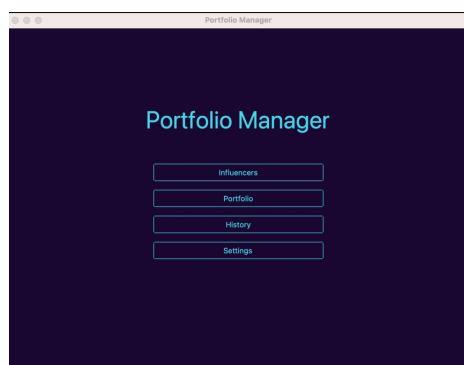 Portfolio Manager
Portfolio Manager
Influencers
Portfolio
History
Settings